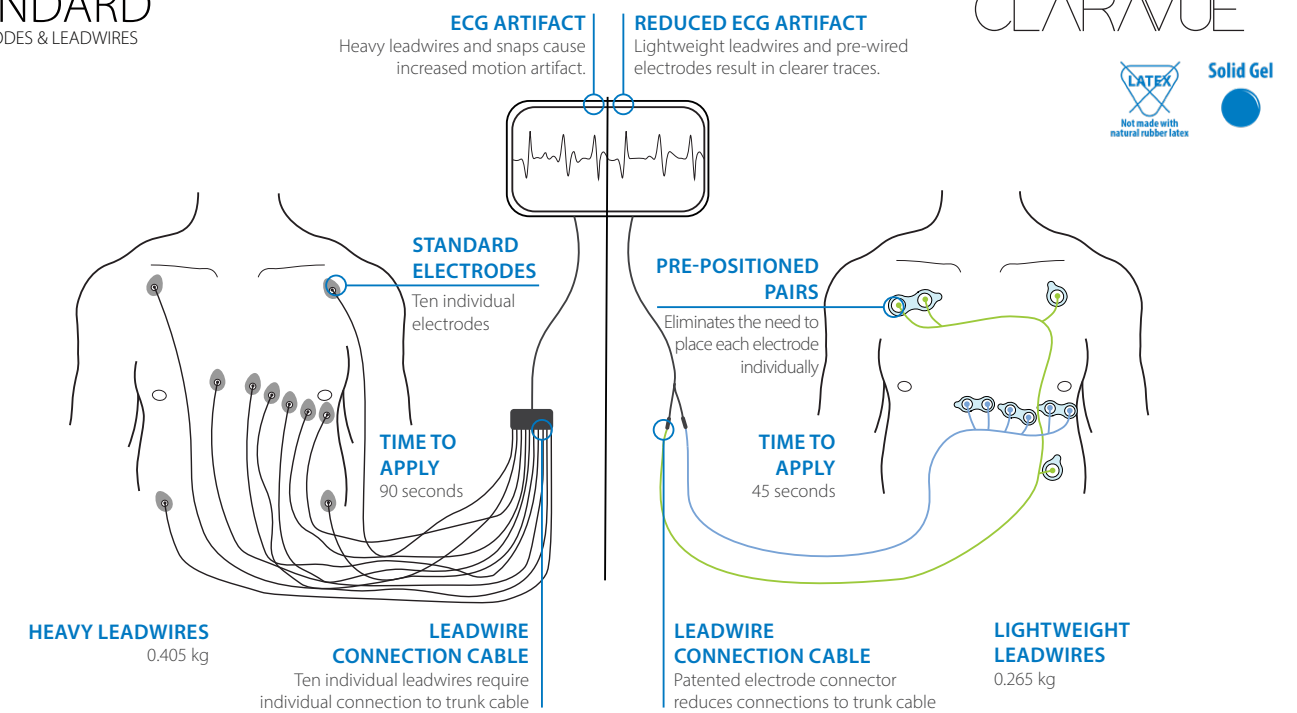 ECG ARTIFACT
Heavy leadwires and snaps cause
increased motion artifact.
REDUCED ECG ARTIFACT
Lightweight leadwires and pre-wired
electrodes result in clearer traces.
CLARAVUE
& LEADWIRES
LATEX
Not made with
natural rubber latex
Solid Gel
STANDARD
ELECTRODES
Ten individual
electrodes
PRE-POSITIONED
PAIRS
Eliminates the need to
place each electrode
individually
TIME TO
APPLY
90 seconds
TIME TO
APPLY
45 seconds
HEAVY LEADWIRES
0.405 kg
LEADWIRE
CONNECTION CABLE
Ten individual leadwires require
individual connection to trunk cable
LEADWIRE
CONNECTION CABLE
Patented electrode connector
reduces connections to trunk cable
LIGHTWEIGHT
LEADWIRES
0.265 kg